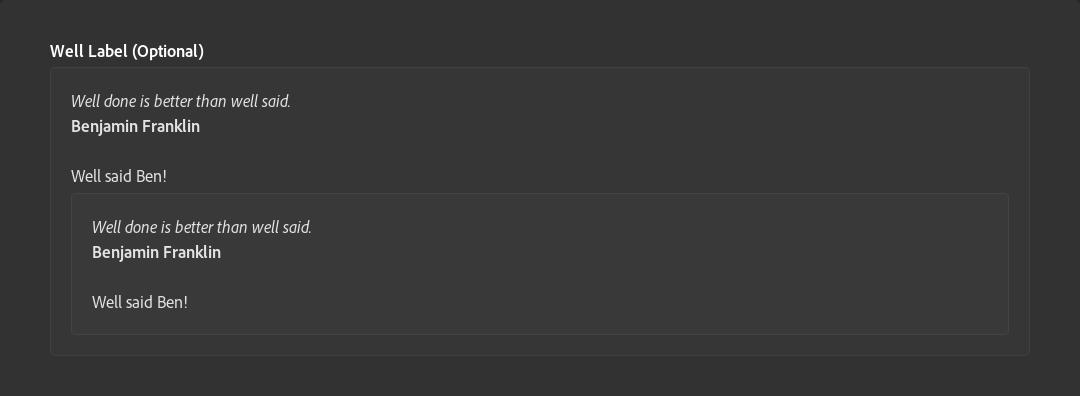 Well Label (Optional)
Well done is better than well said.
Benjamin Franklin
Well said Ben!
Well done is better than well said.
Benjamin Franklin
Well said Ben!